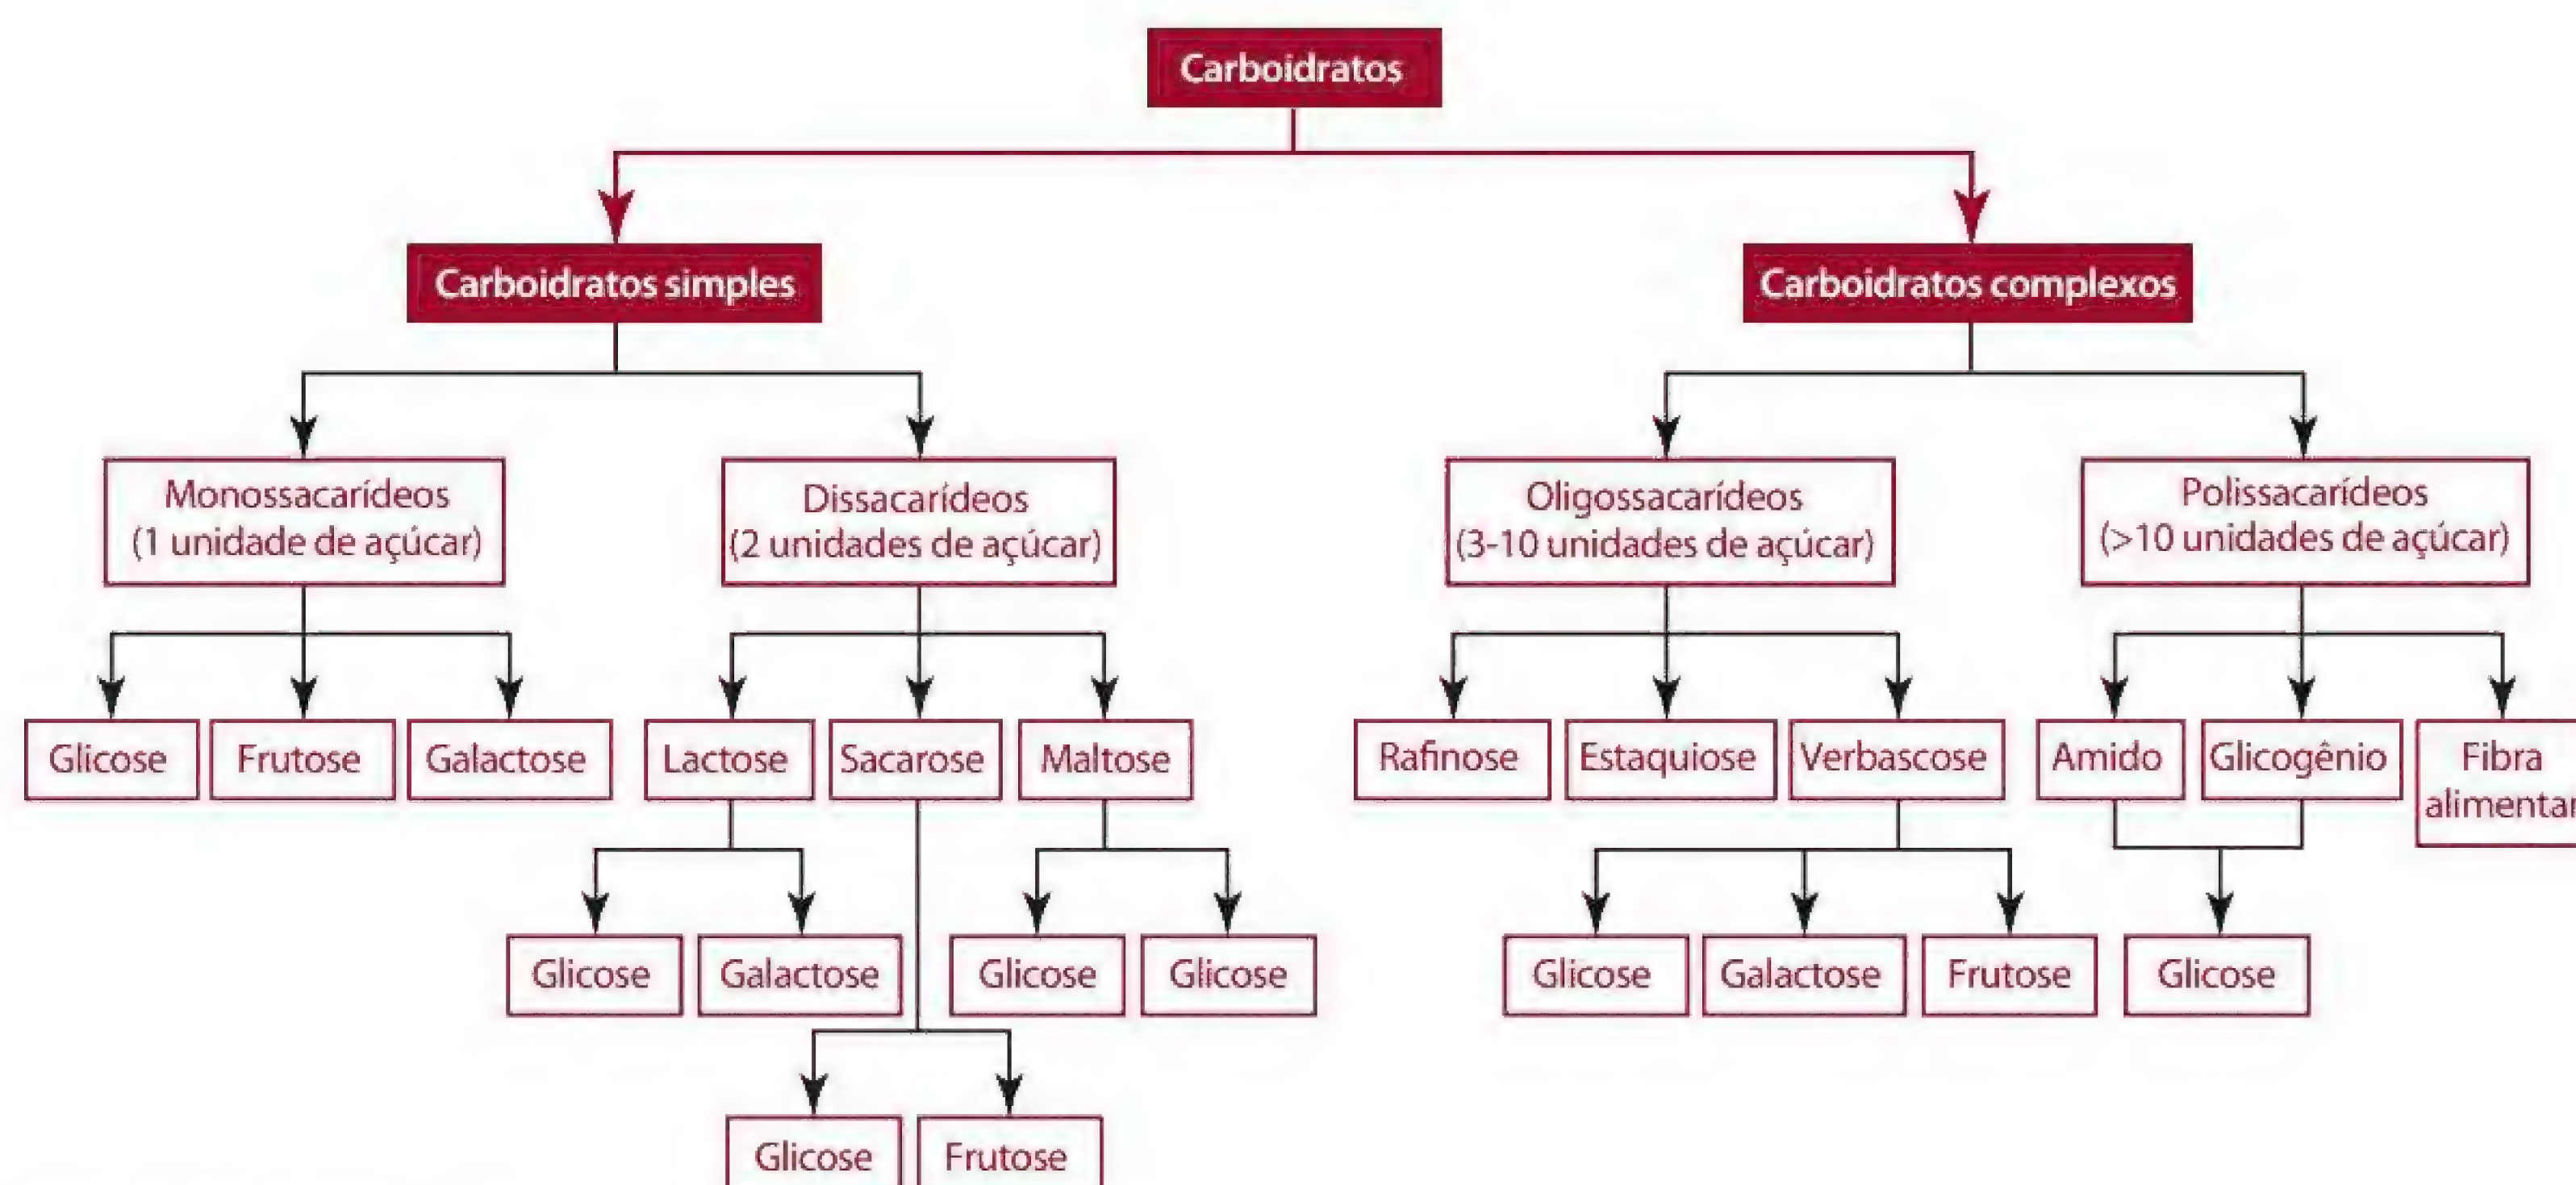 Carboidratos
Carboidratos simples
Carboidratos complexos
Monossacarídeos
(1 unidade de açúcar)
Dissacarídeos
(2 unidades de açúcar)
Oligossacarídeos
(3-10 unidades de açúcar)
Polissacarídeos
(>10 unidades de açúcar)
Glicose
Frutose
Galactose
Lactose
Sacarose
Maltose
Rafinose
Estaquiose
Verbascose
Amido
Glicogênio
Fibra
alimentar
Glicose
Galactose
Glicose
Glicose
Glicose
Galactose
Frutose
Glicose
Glicose
Frutose